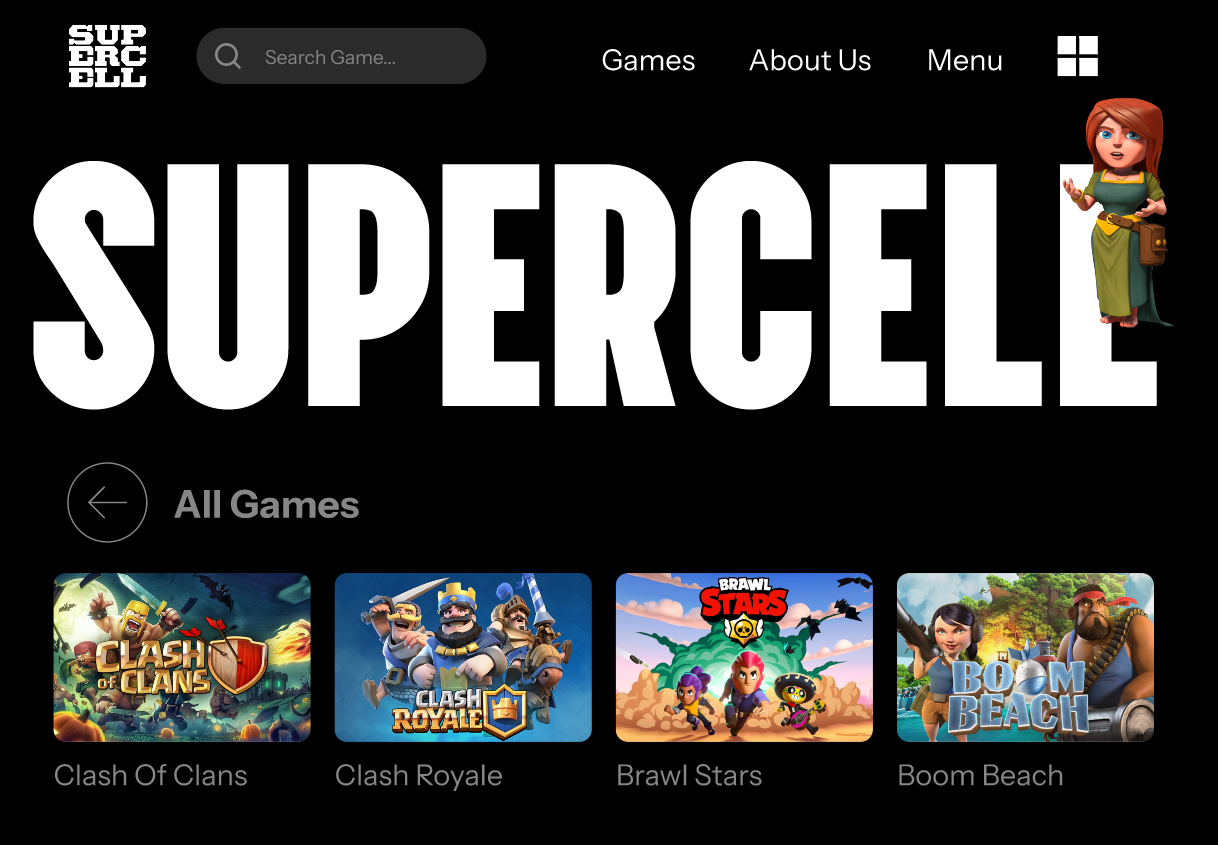 SUP
ERC
ELL
Search Game...
Games
About Us
Menu
SUPERCELL
All Games
CLASH
OF CLANS
CLASH
ROYALE
BRAWL
STARS
BOOM
BEACH
Clash Of Clans
Clash Royale
Brawl Stars
Boom Beach